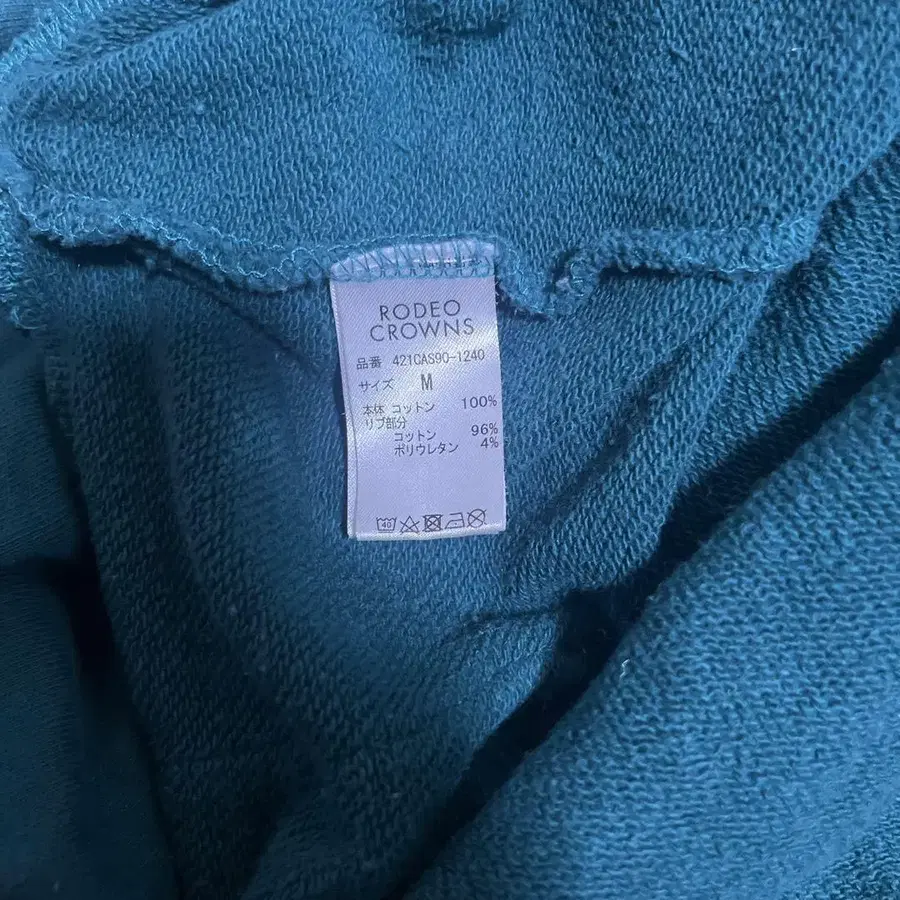 RODEO
CROWNS
品番 421CAS90-1240
サイズ M
本体 コットン 100%
リブ部分
コットン 96%
ポリウレタン 4%
40